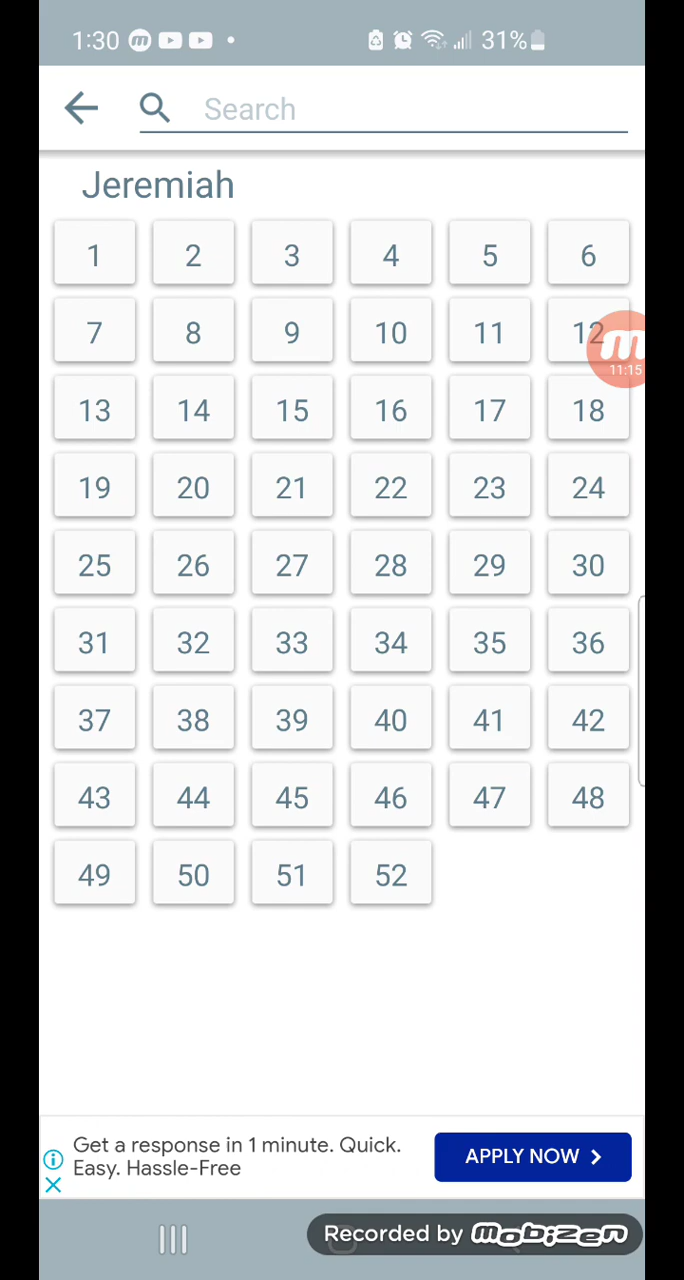 1:30 31%
Search
Jeremiah
1 2 3 4 5 6
7 8 9 10 11 12
11:15
13 14 15 16 17 18
19 20 21 22 23 24
25 26 27 28 29 30
31 32 33 34 35 36
37 38 39 40 41 42
43 44 45 46 47 48
49 50 51 52
Get a response in 1 minute. Quick.
Easy. Hassle-Free
APPLY NOW
Recorded by mobizen